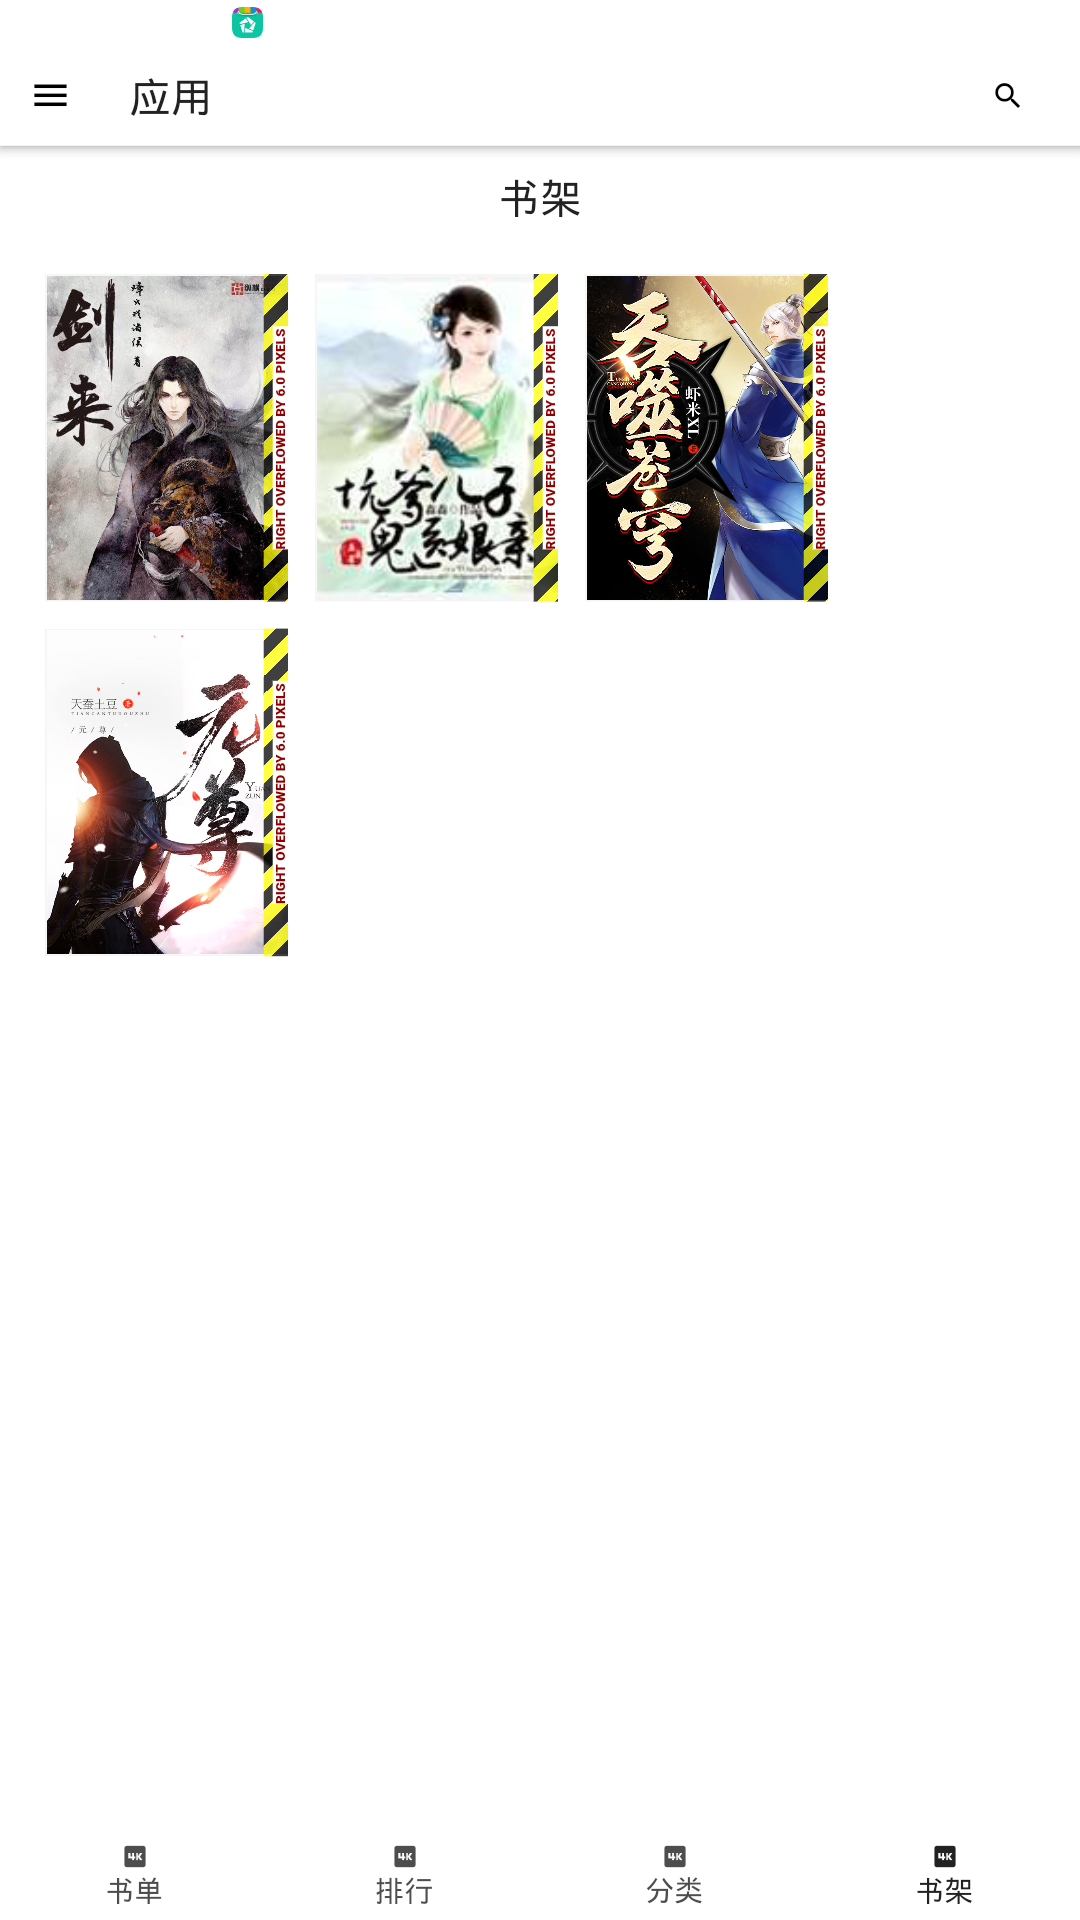 应用
书架
剑来
烽火戏诸侯 著
纵横
RIGHT OVERFLOWED BY 6.0 PIXELS
坑爹儿子
鬼医娘亲
RIGHT OVERFLOWED BY 6.0 PIXELS
吞噬苍穹
虾米XL
RIGHT OVERFLOWED BY 6.0 PIXELS
天蚕土豆
TIANCANTUDOUZHU
/ 元 / 尊 /
元尊
RIGHT OVERFLOWED BY 6.0 PIXELS
4K
4K
4K
4K
书单
排行
分类
书架